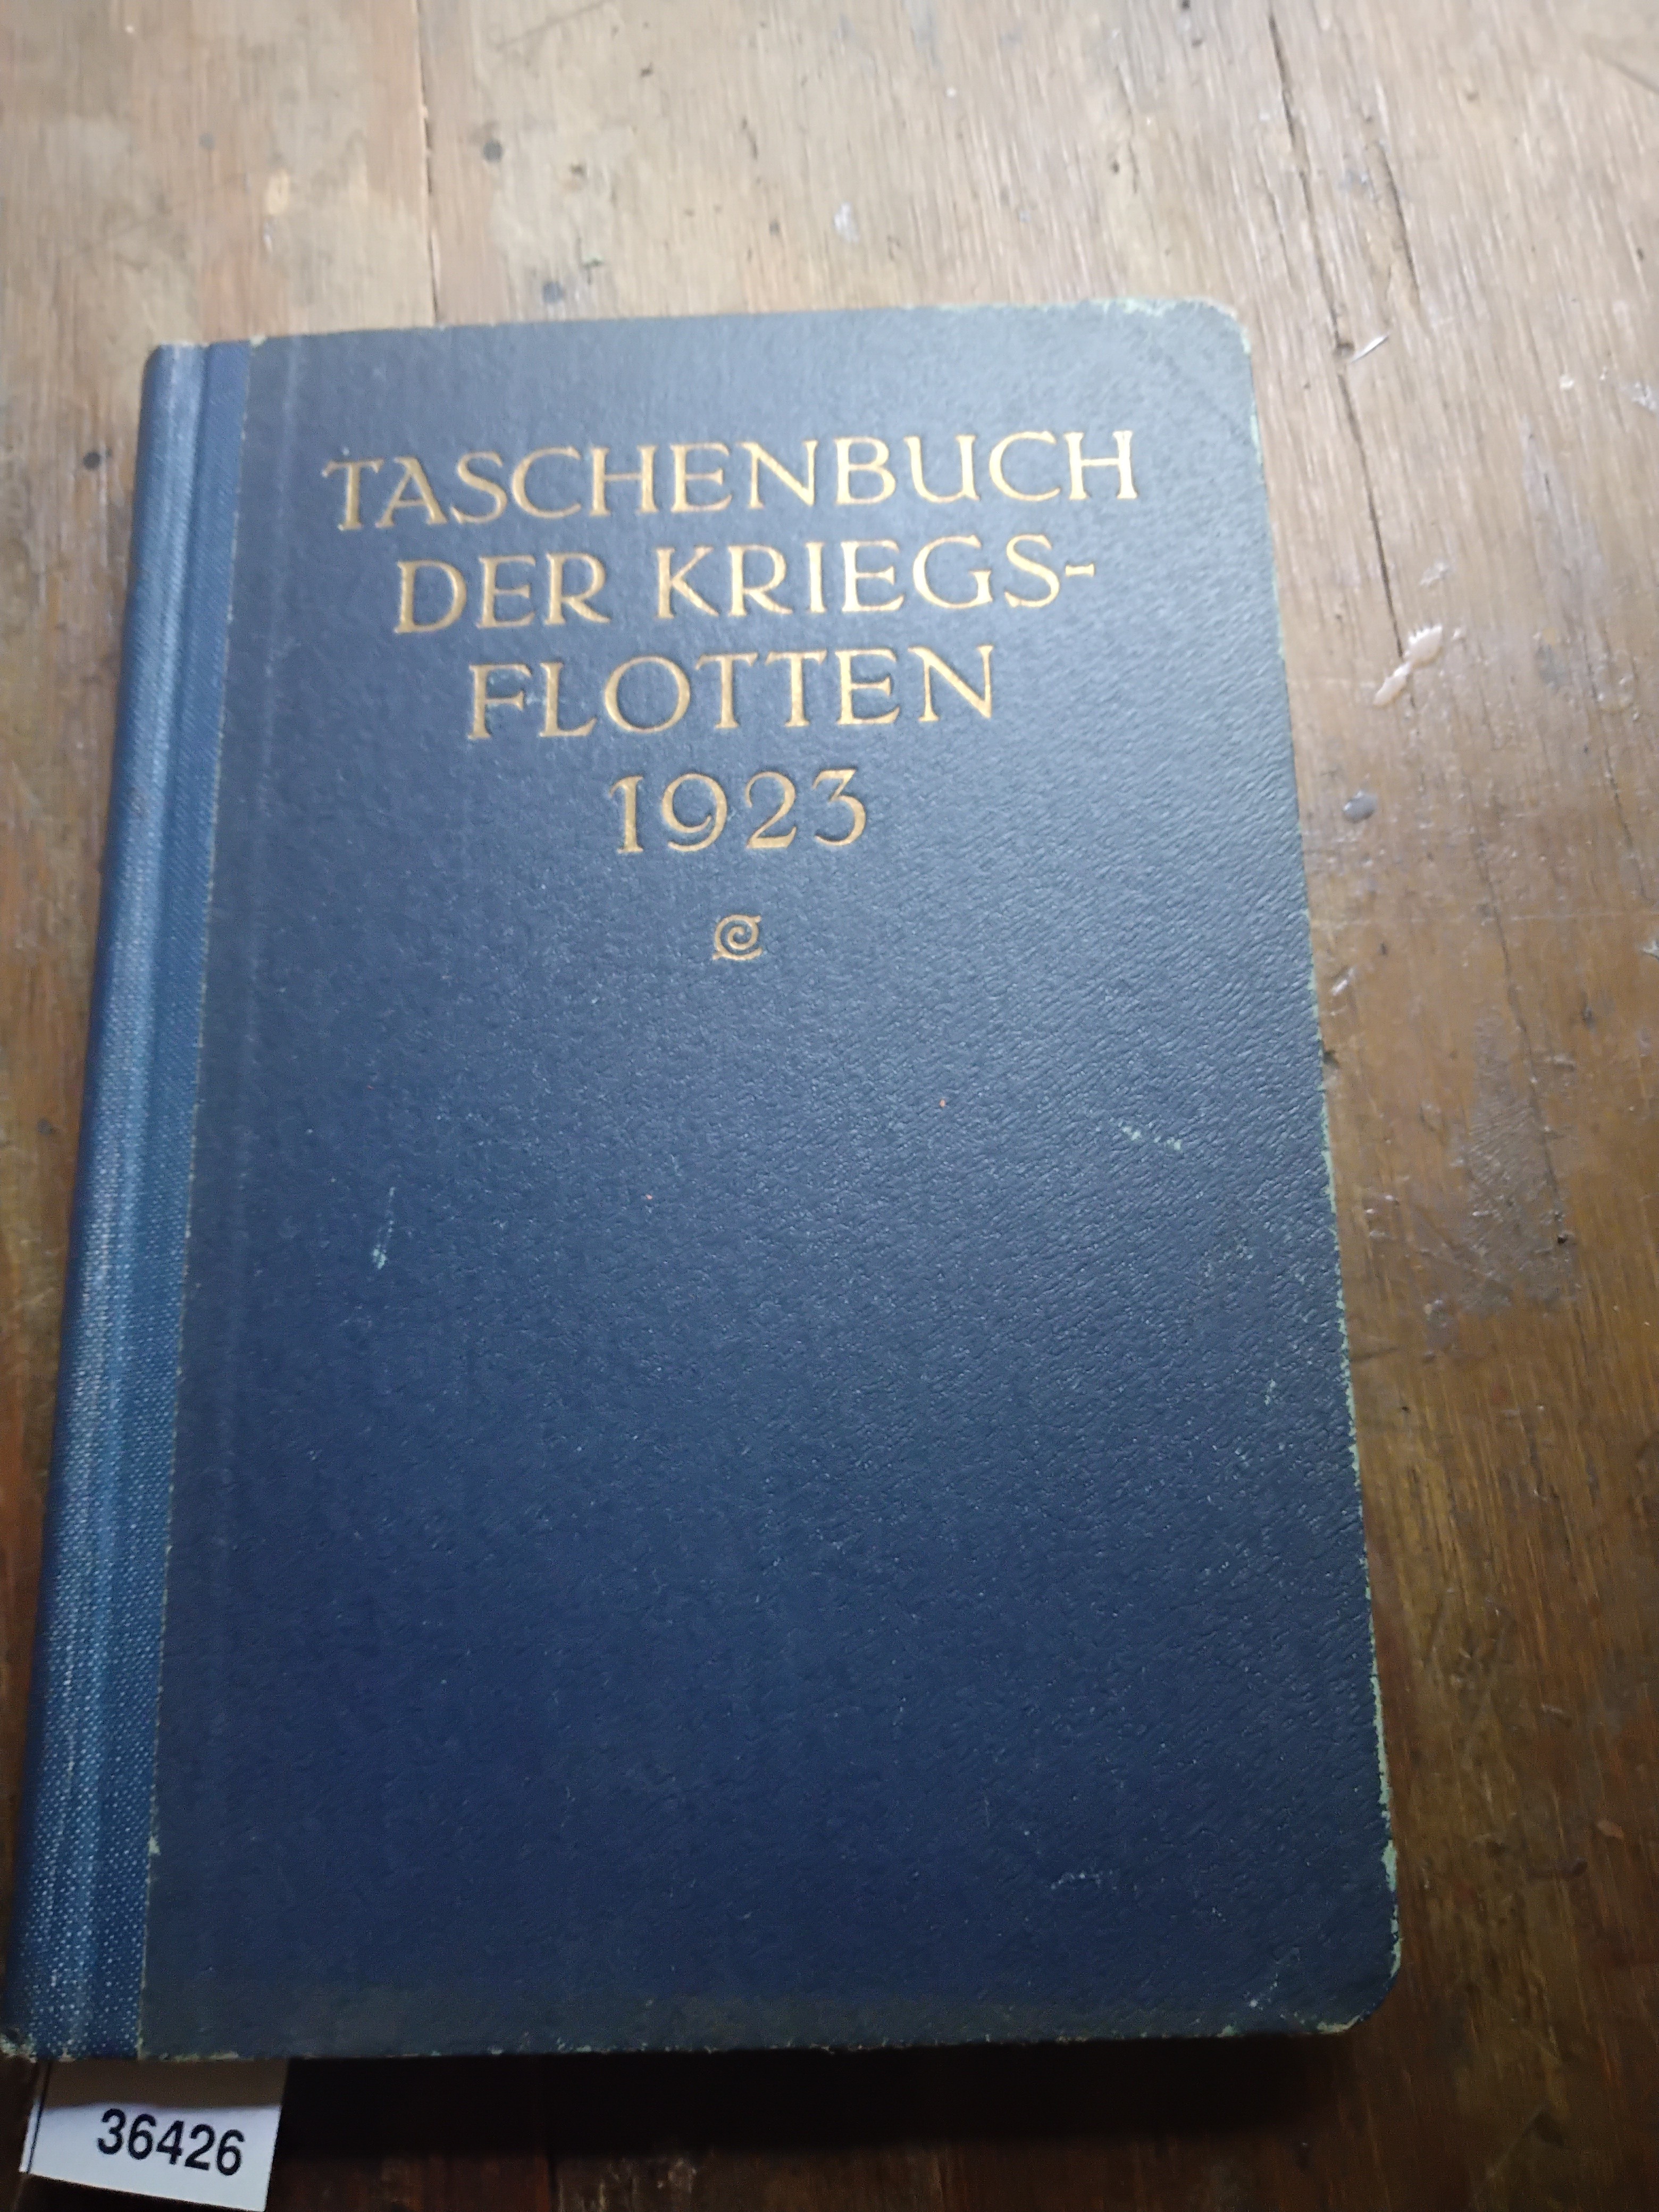 TASCHENBUCH
DER KRIEGS-
FLOTTEN
1923
36426